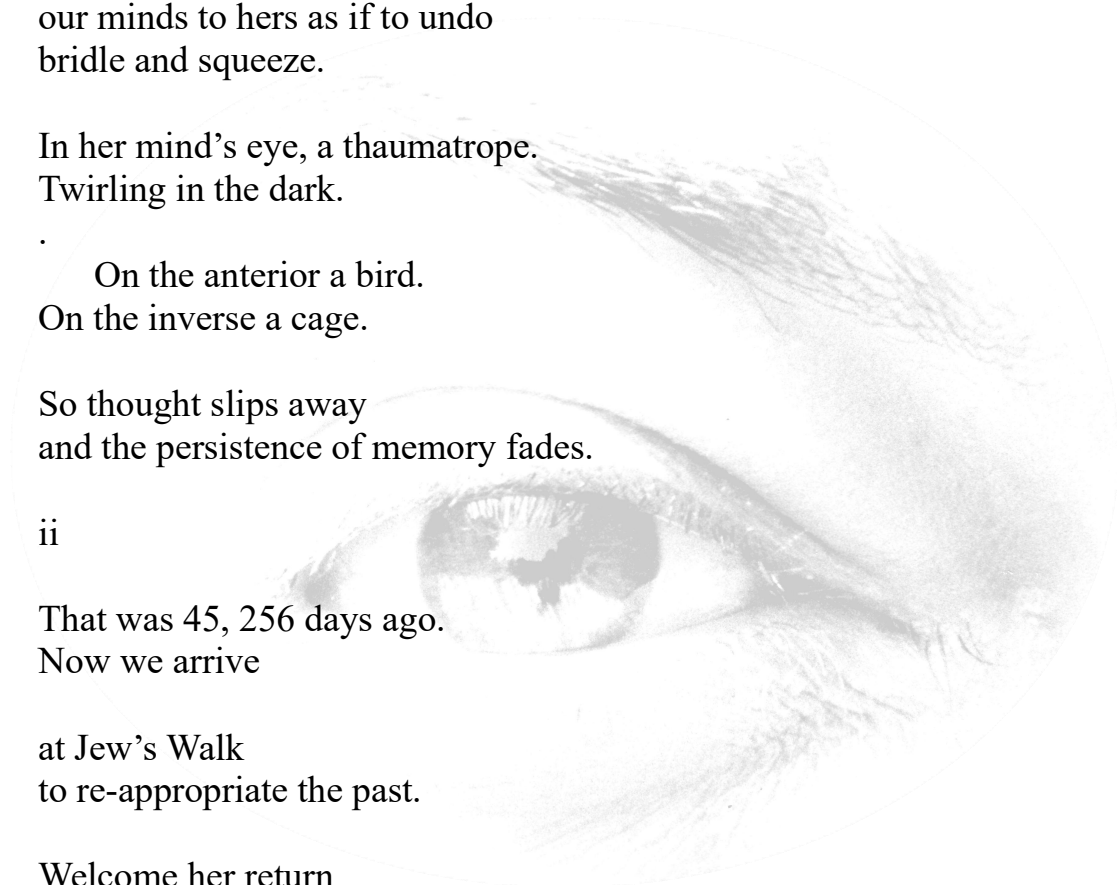 our minds to hers as if to undo
bridle and squeeze.
In her mind’s eye, a thaumatrope.
Twirling in the dark.
.
On the anterior a bird.
On the inverse a cage.
So thought slips away
and the persistence of memory fades.
ii
That was 45, 256 days ago.
Now we arrive
at Jew’s Walk
to re-appropriate the past.
Welcome her return